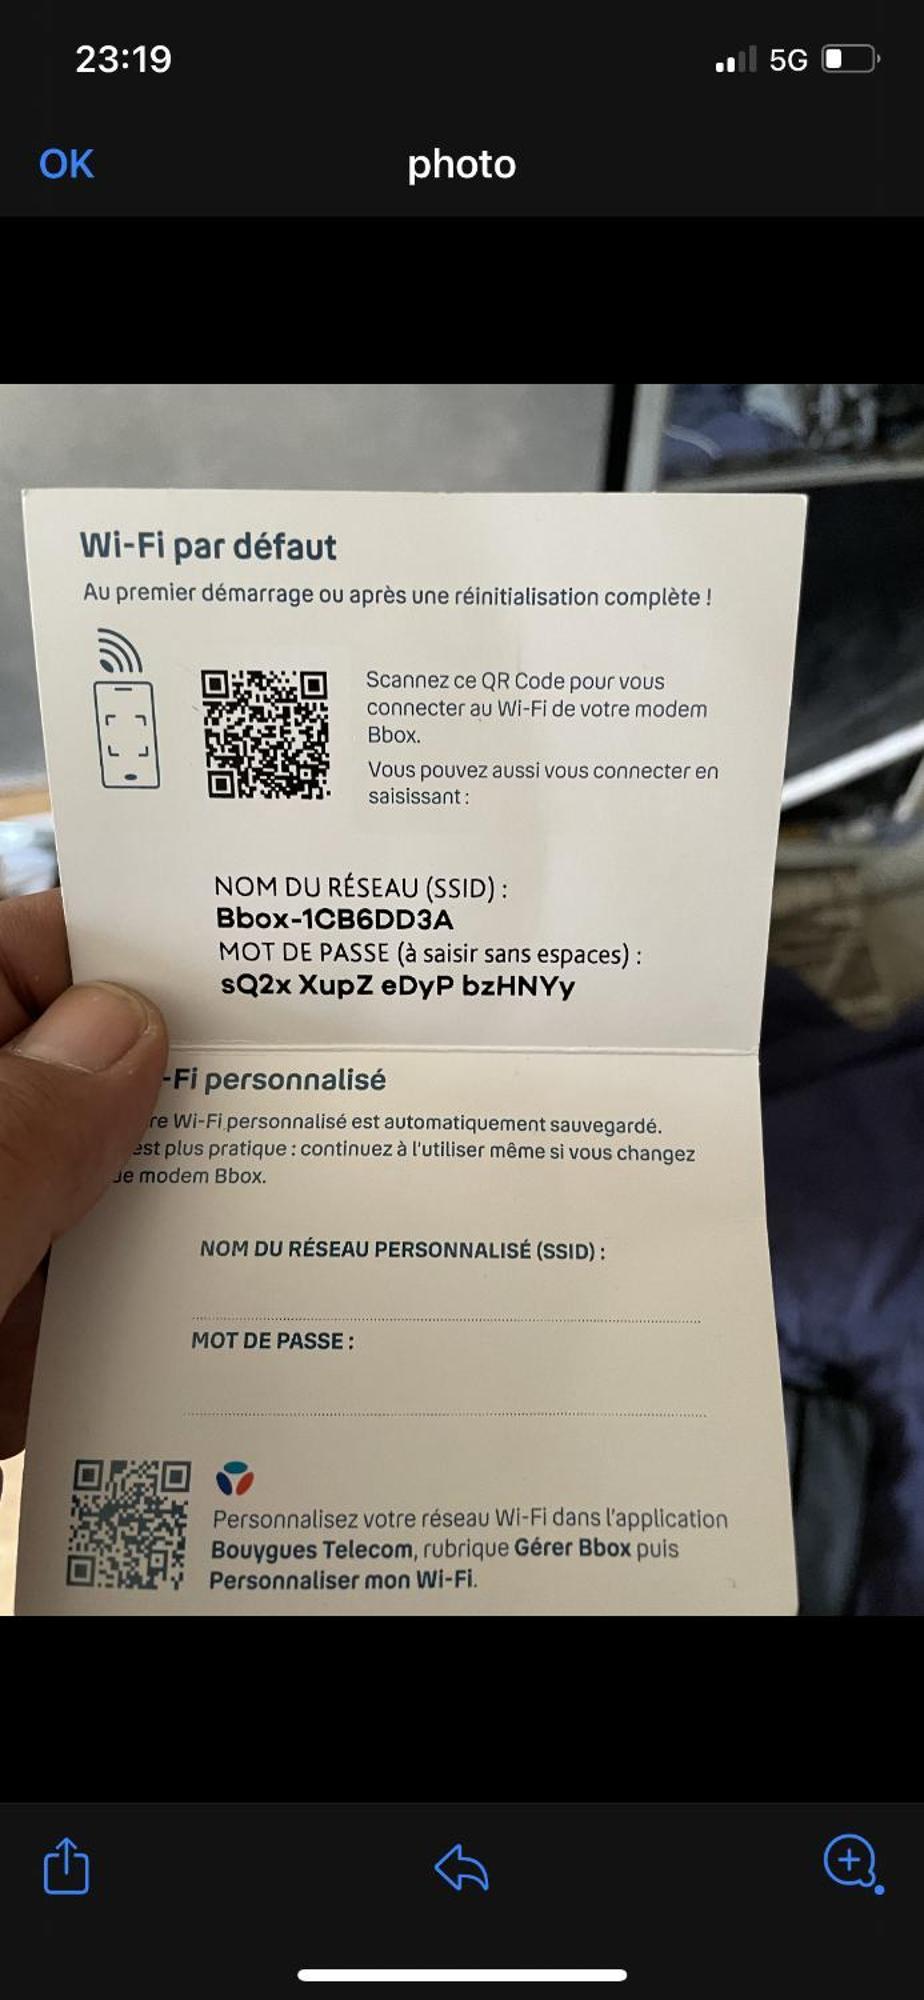 23:19
5G
OK
photo
Wi-Fi par défaut
Au premier démarrage ou après une réinitialisation complète !
Scannez ce QR Code pour vous
connecter au Wi-Fi de votre modem
Bbox.
Vous pouvez aussi vous connecter en
saisissant :
NOM DU RÉSEAU (SSID) :
Bbox-1CB6DD3A
MOT DE PASSE (à saisir sans espaces) :
sQ2x XupZ eDyP bzHNYy
-Fi personnalisé
re Wi-Fi personnalisé est automatiquement sauvegardé.
est plus pratique : continuez à l'utiliser même si vous changez
de modem Bbox.
NOM DU RÉSEAU PERSONNALISÉ (SSID) :
MOT DE PASSE :
Personnalisez votre réseau Wi-Fi dans l'application
Bouygues Telecom, rubrique Gérer Bbox puis
Personnaliser mon Wi-Fi.